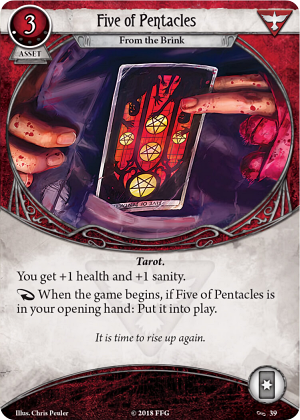 3
Five of Pentacles
ASSET
From the Brink
Tarot.
You get +1 health and +1 sanity.
When the game begins, if Five of Pentacles is
in your opening hand: Put it into play.
It is time to rise up again.
Illus. Chris Peuler
© 2018 FFG
39